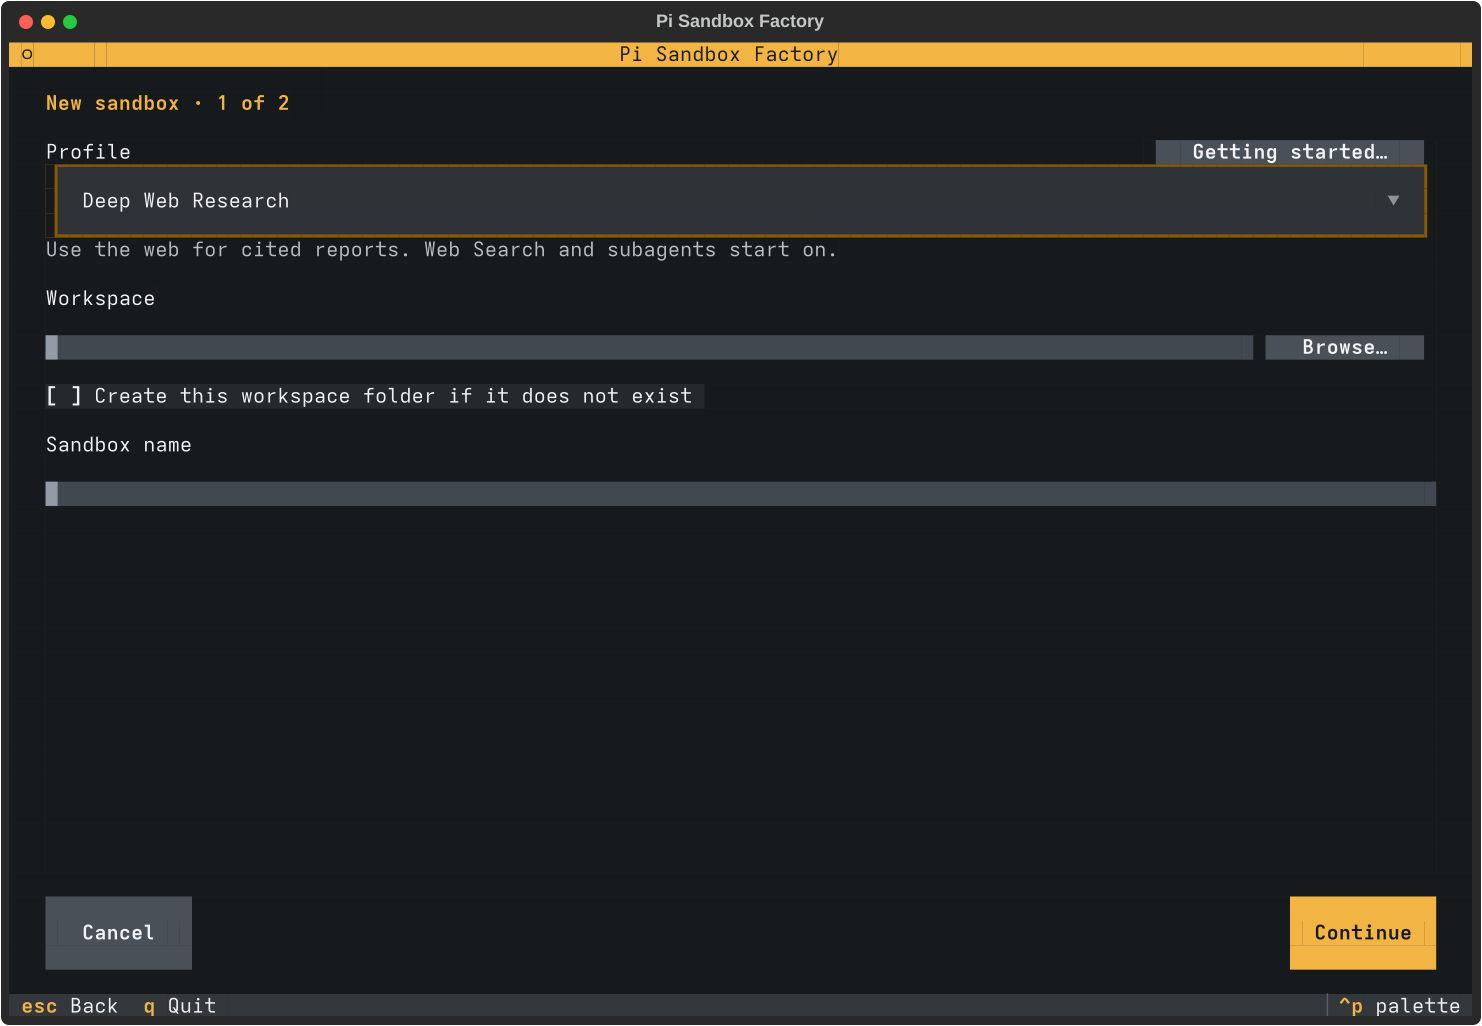 Pi Sandbox Factory
O Pi Sandbox Factory
New sandbox · 1 of 2
Profile Getting started…
Deep Web Research ▼
Use the web for cited reports. Web Search and subagents start on.
Workspace
Browse…
[ ] Create this workspace folder if it does not exist
Sandbox name
Cancel Continue
esc Back q Quit ^p palette